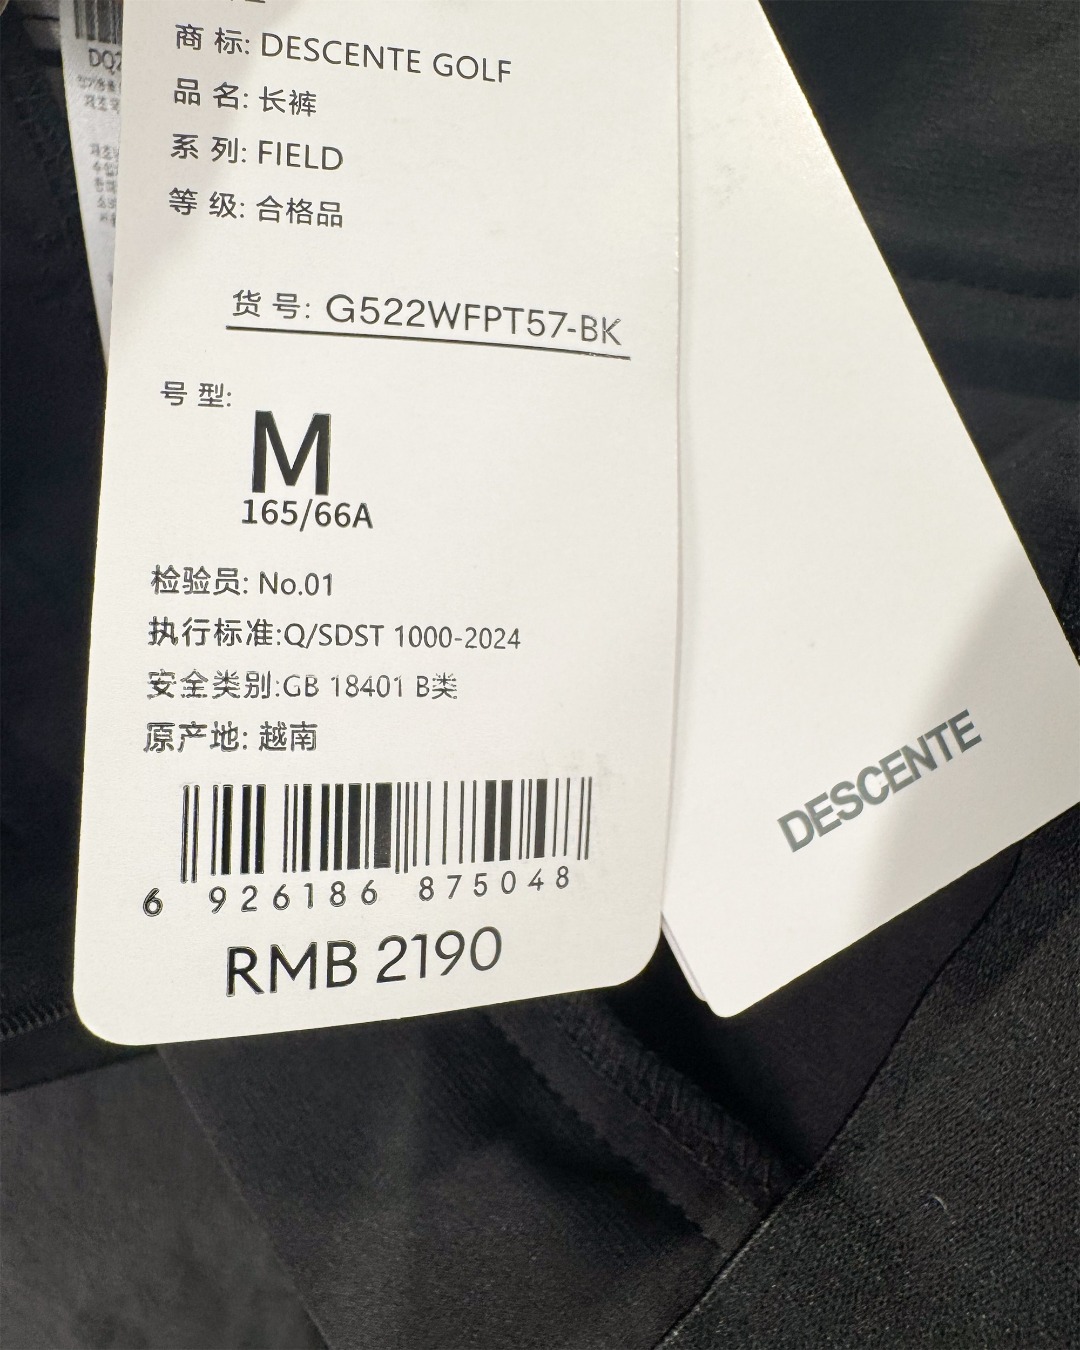 商 标: DESCENTE GOLF
品 名: 长裤
系 列: FIELD
等 级: 合格品
货 号: G522WFPT57-BK
号 型:
M
165/66A
检验员: No.01
执行标准:Q/SDST 1000-2024
安全类别:GB 18401 B类
原产地: 越南
6 926186 875048
RMB 2190
DESCENTE